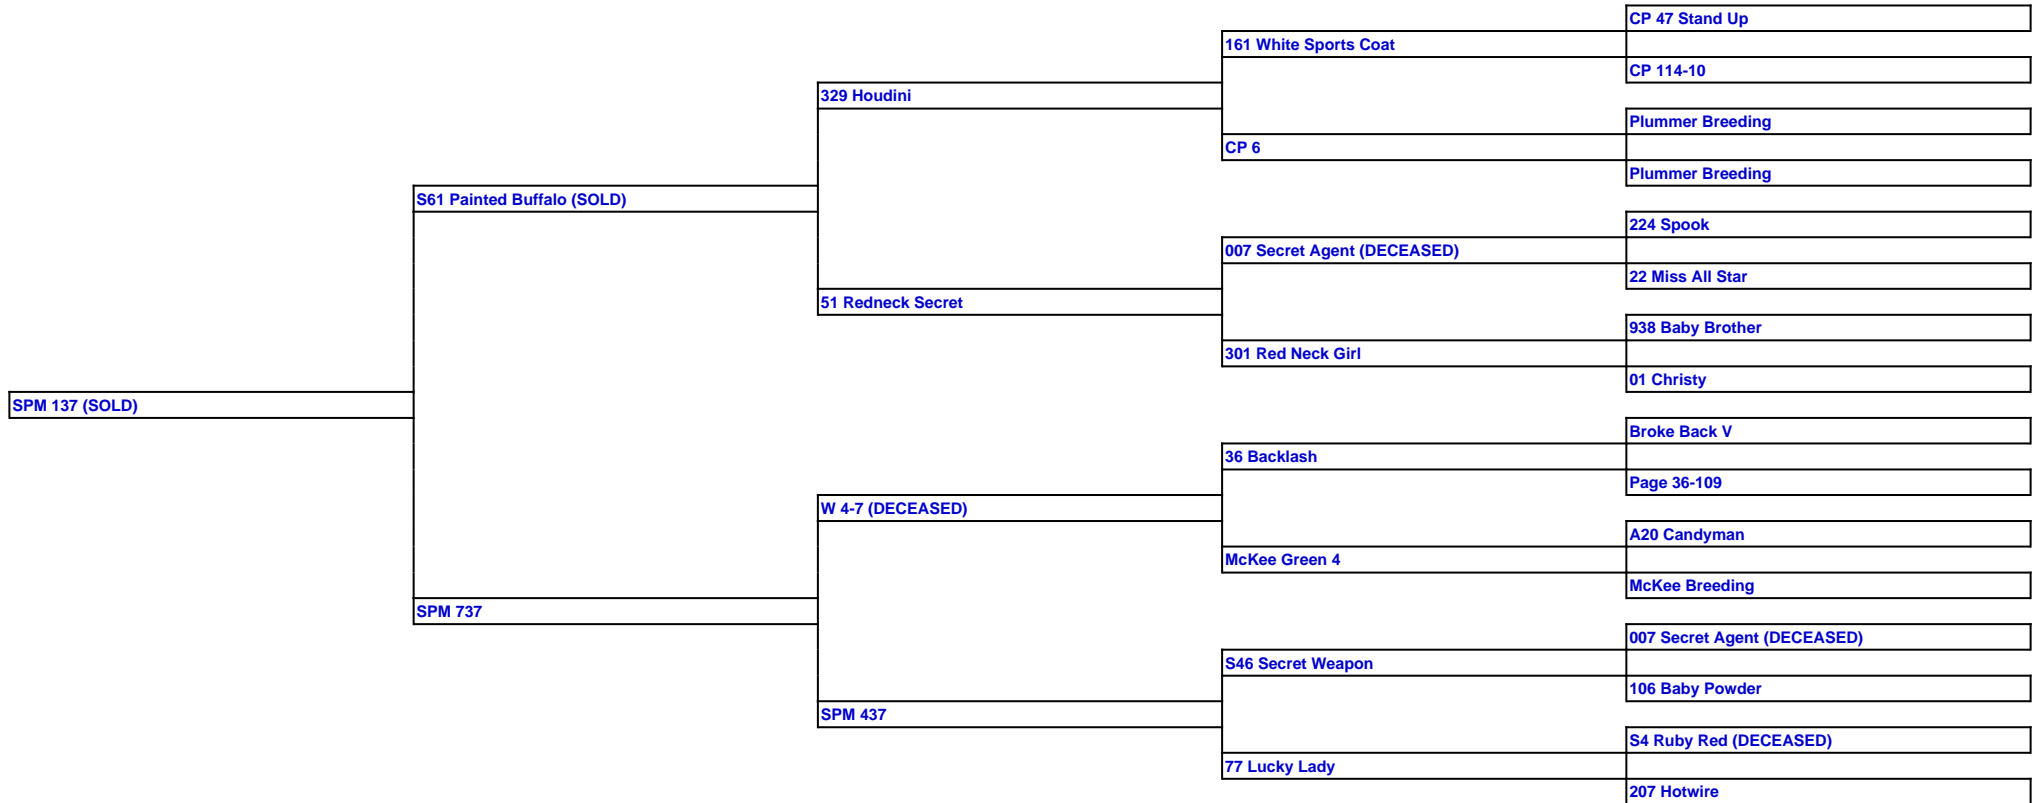 CP 47 Stand Up
161 White Sports Coat
CP 114-10
329 Houdini
Plummer Breeding
CP 6
Plummer Breeding
S61 Painted Buffalo (SOLD)
224 Spook
007 Secret Agent (DECEASED)
22 Miss All Star
51 Redneck Secret
938 Baby Brother
301 Red Neck Girl
01 Christy
SPM 137 (SOLD)
Broke Back V
36 Backlash
Page 36-109
W 4-7 (DECEASED)
A20 Candyman
McKee Green 4
McKee Breeding
SPM 737
007 Secret Agent (DECEASED)
S46 Secret Weapon
106 Baby Powder
SPM 437
S4 Ruby Red (DECEASED)
77 Lucky Lady
207 Hotwire